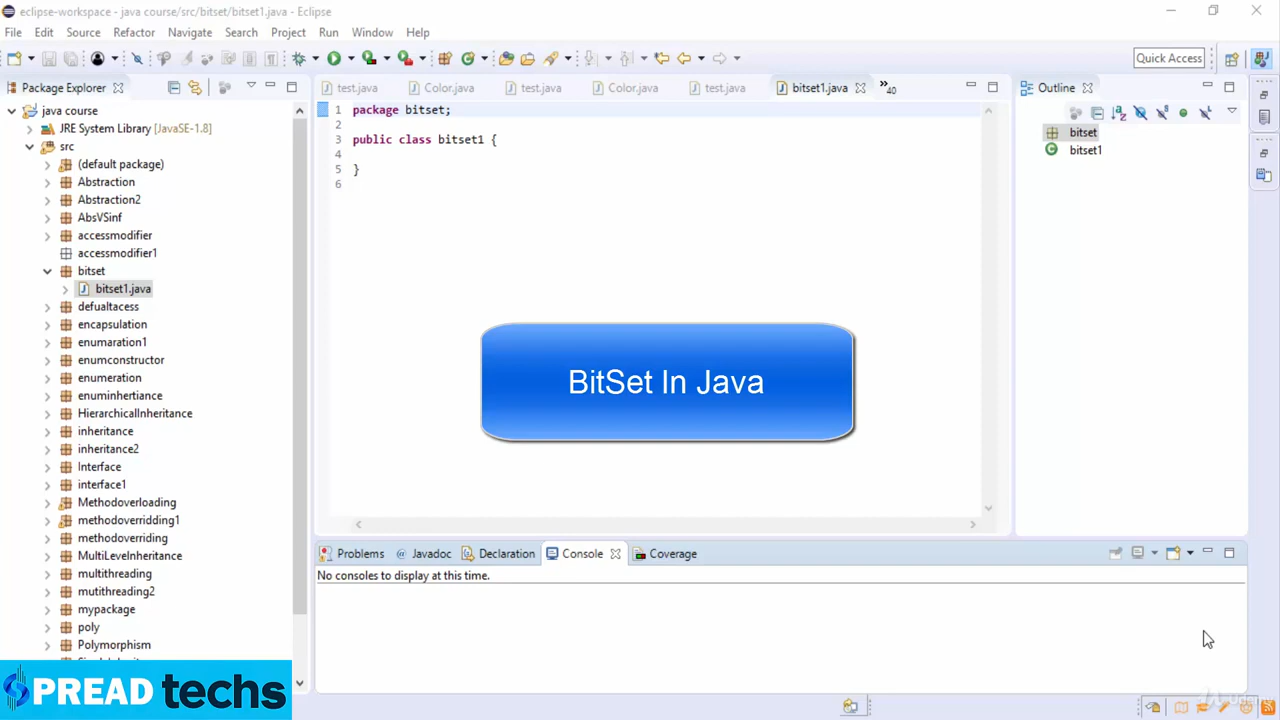 eclipse-workspace - java course/src/bitset/bitset1.java - Eclipse
File Edit Source Refactor Navigate Search Project Run Window Help
Quick Access
Package Explorer
test.java Color.java test.java Color.java test.java bitset1.java »40
Outline
java course
JRE System Library [JavaSE-1.8]
src
(default package)
Abstraction
Abstraction2
AbsVSinf
accessmodifier
accessmodifier1
bitset
bitset1.java
defualtacess
encapsulation
enumaration1
enumconstructor
enumeration
enuminhertiance
HierarchicalInheritance
inheritance
inheritance2
Interface
interface1
Methodoverloading
methodoverridding1
methodoverriding
MultiLevelInheritance
multithreading
mutithreading2
mypackage
poly
Polymorphism
1 package bitset;
2
3 public class bitset1 {
4
5 }
6
BitSet In Java
bitset
bitset1
Problems Javadoc Declaration Console Coverage
No consoles to display at this time.
SPREAD techs